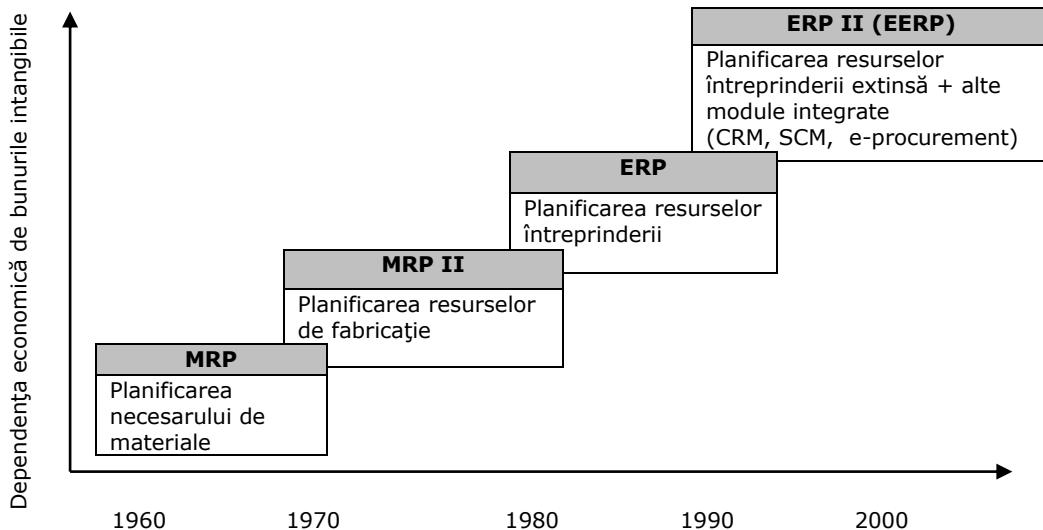 Dependenţa economică de bunurile intangibile
ERP II (EERP)
Planificarea resurselor
întreprinderii extinsă + alte
module integrate
(CRM, SCM, e-procurement)
ERP
Planificarea resurselor
întreprinderii
MRP II
Planificarea resurselor
de fabricaţie
MRP
Planificarea
necesarului de
materiale
1960 1970 1980 1990 2000